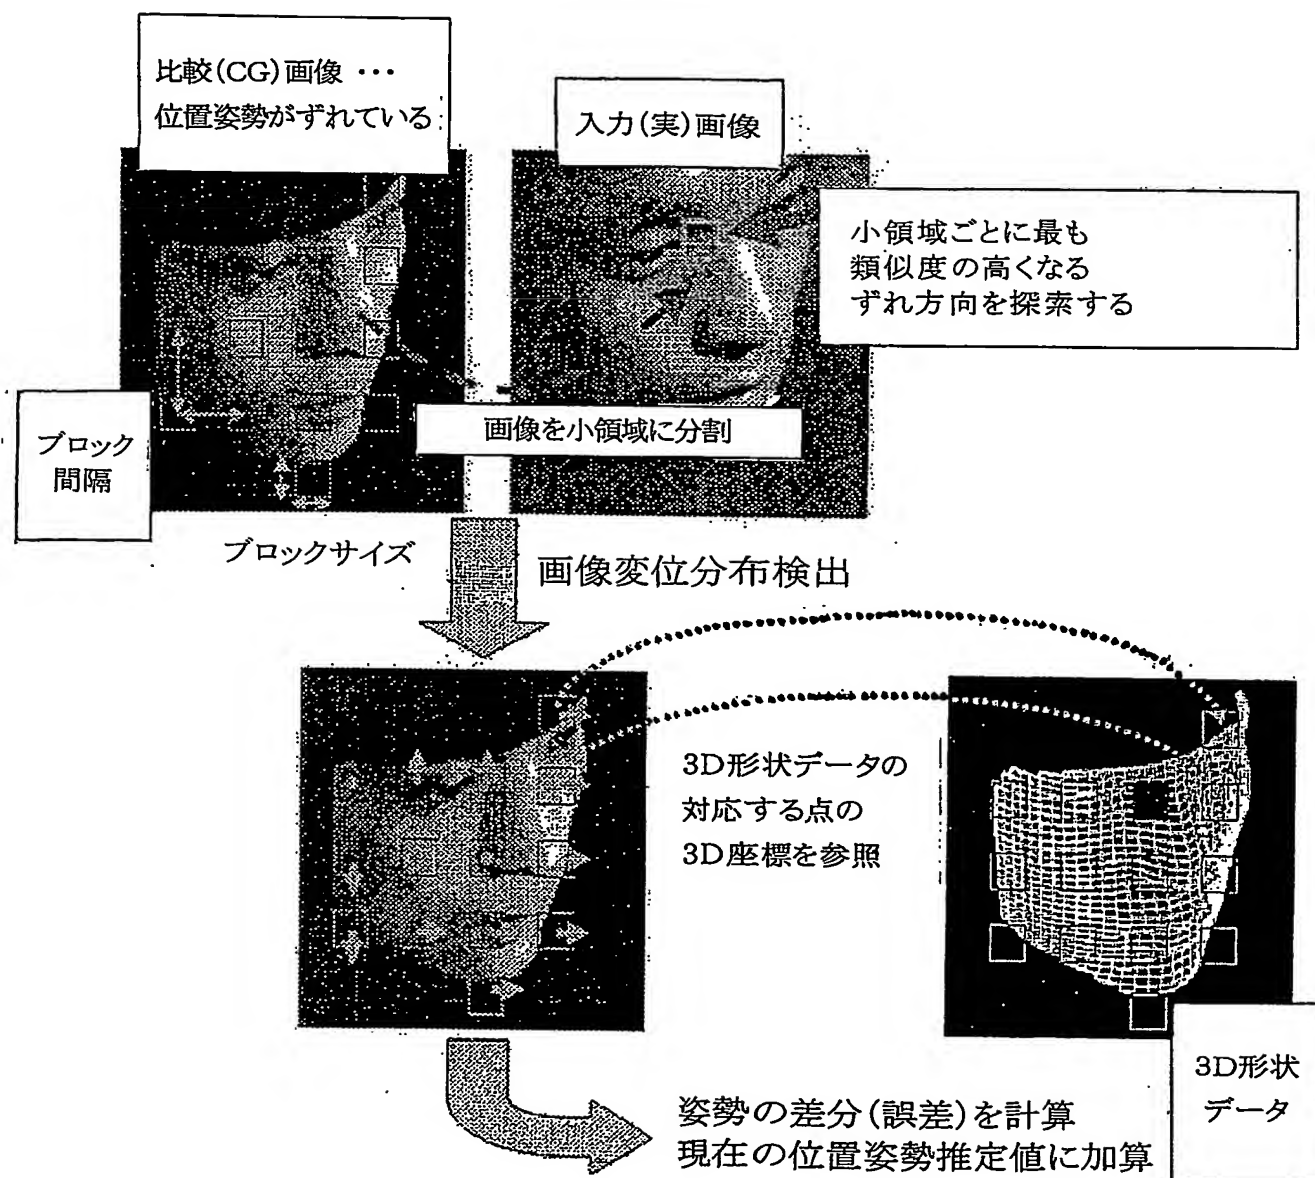 比較(CG)画像 ・・・
位置姿勢がずれている
入力(実)画像
小領域ごとに最も
類似度の高くなる
ずれ方向を探索する
ブロック
間隔
画像を小領域に分割
ブロックサイズ
画像変位分布検出
3D形状データの
対応する点の
3D座標を参照
3D形状
データ
姿勢の差分(誤差)を計算
現在の位置姿勢推定値に加算